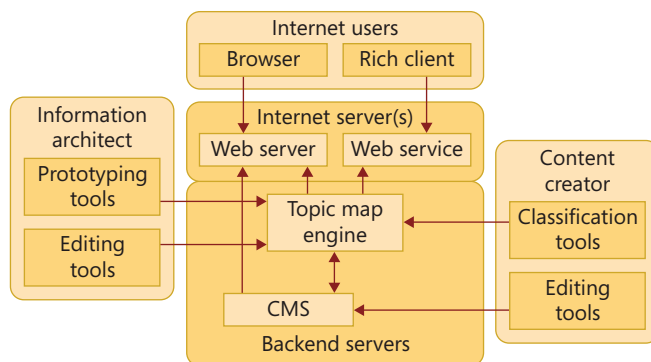 Internet users
Browser
Rich client
Internet server(s)
Web server
Web service
Information
architect
Prototyping
tools
Editing
tools
Topic map
engine
CMS
Backend servers
Content
creator
Classification
tools
Editing
tools